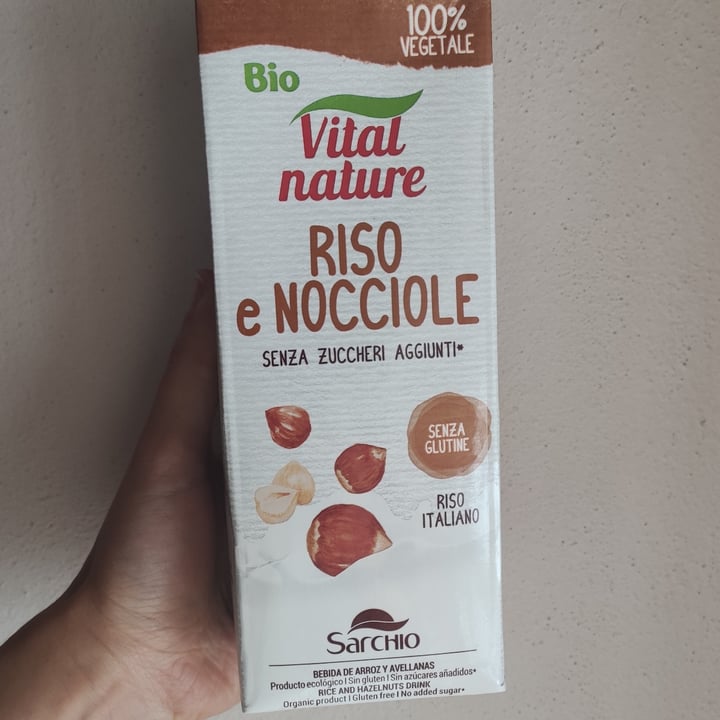 100%
VEGETALE
Bio
Vital
nature
RISO
e NOCCIOLE
SENZA ZUCCHERI AGGIUNTI*
SENZA
GLUTINE
RISO
ITALIANO
SARCHIO
BEBIDA DE ARROZ Y AVELLANAS
Producto ecológico | Sin gluten | Sin azúcares añadidos*
RICE AND HAZELNUTS DRINK
Organic product | Gluten free | No added sugar*